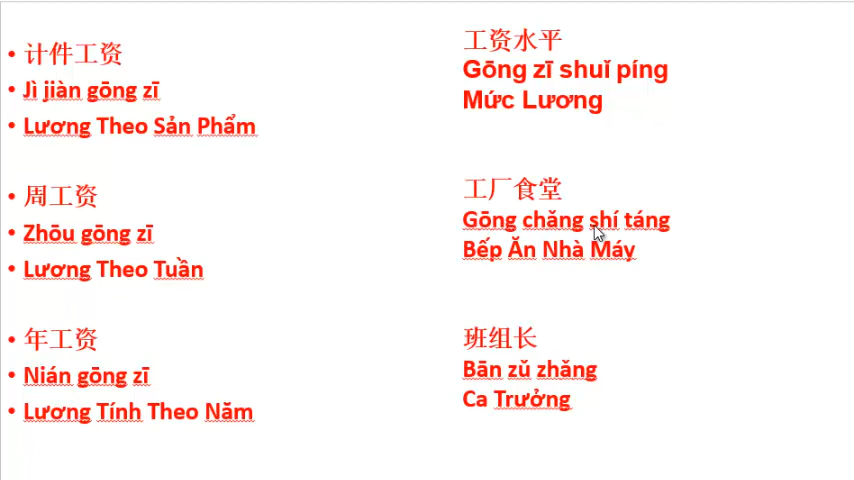 • 计件工资
• Jì jiàn gōng zī
• Lương Theo Sản Phẩm
• 周工资
• Zhōu gōng zī
• Lương Theo Tuần
• 年工资
• Nián gōng zī
• Lương Tính Theo Năm
工资水平
Gōng zī shuǐ píng
Mức Lương
工厂食堂
Gōng chǎng shí táng
Bếp Ăn Nhà Máy
班组长
Bān zǔ zhǎng
Ca Trưởng